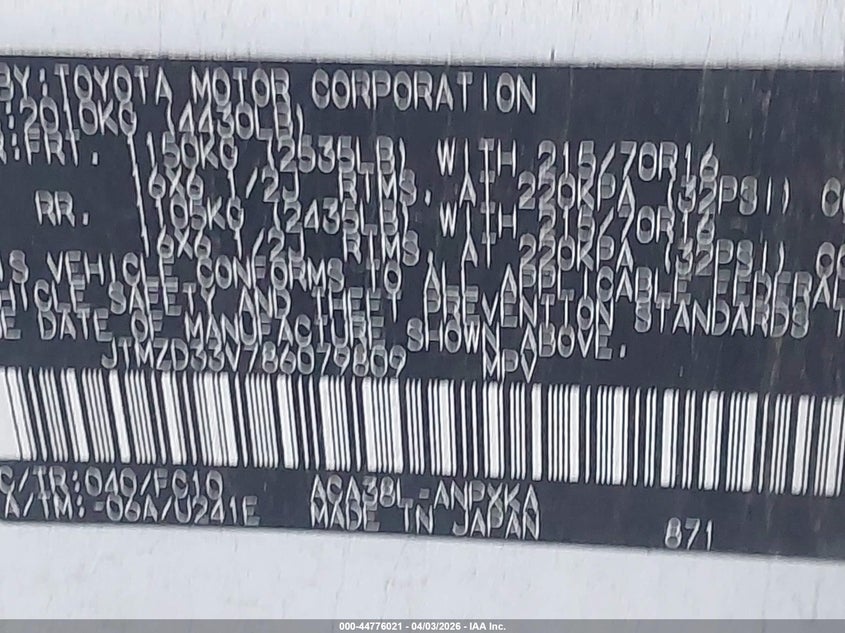 BY:TOYOTA MOTOR CORPORATION
:2010KG (4430LB)
R:FRT. 1150KG (2535LB) WITH 215/70R16
16X6 1/2J RIMS, AT 220KPA (32PSI)
RR. 1105KG (2435LB) WITH 215/70R16
16X6 1/2J RIMS, AT 220KPA (32PSI)
VEHICLE CONFORMS TO ALL APPLICABLE FEDERAL
HICLE SAFETY AND THEFT PREVENTION STANDARDS
E DATE OF MANUFACTURE SHOWN ABOVE.
JTMZD33V786079809 MPV
C/TR:040/FC10 ACA38L-ANPXKA
X/TM:-06A/U241E MADE IN JAPAN 871
000-44776021 - 04/03/2026 - IAA Inc.